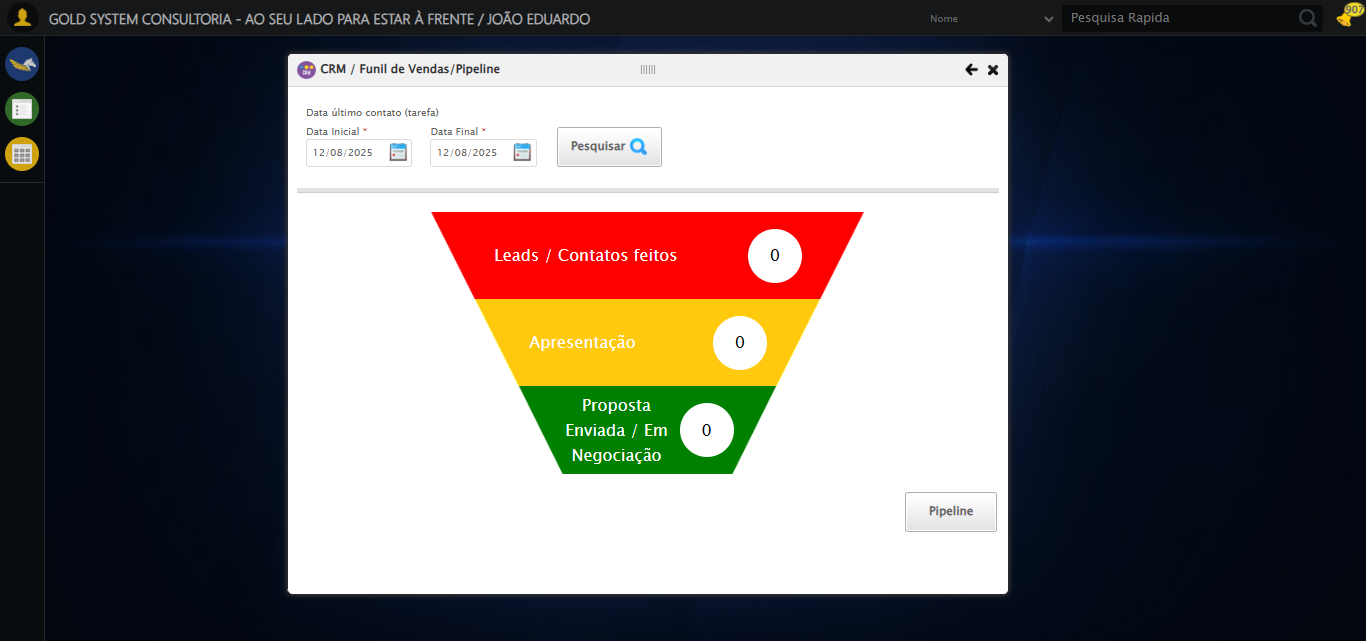 GOLD SYSTEM CONSULTORIA - AO SEU LADO PARA ESTAR À FRENTE / JOÃO EDUARDO
Nome
Pesquisa Rapida
907
CRM
CRM / Funil de Vendas/Pipeline
Data último contato (tarefa)
Data Inicial *
Data Final *
12/08/2025
12/08/2025
Pesquisar
Leads / Contatos feitos
0
Apresentação
0
Proposta
Enviada / Em
Negociação
0
Pipeline